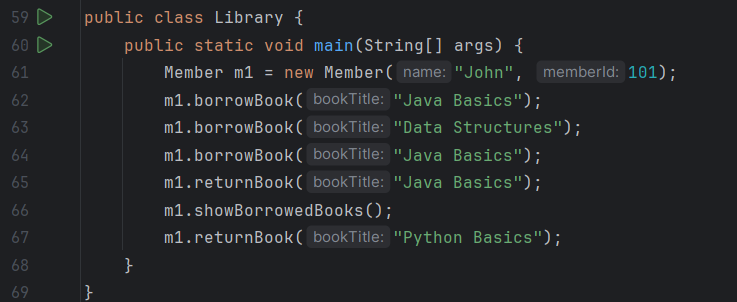 59 public class Library {
60     public static void main(String[] args) {
61         Member m1 = new Member( name: "John", memberId: 101);
62         m1.borrowBook( bookTitle: "Java Basics");
63         m1.borrowBook( bookTitle: "Data Structures");
64         m1.borrowBook( bookTitle: "Java Basics");
65         m1.returnBook( bookTitle: "Java Basics");
66         m1.showBorrowedBooks();
67         m1.returnBook( bookTitle: "Python Basics");
68     }
69 }